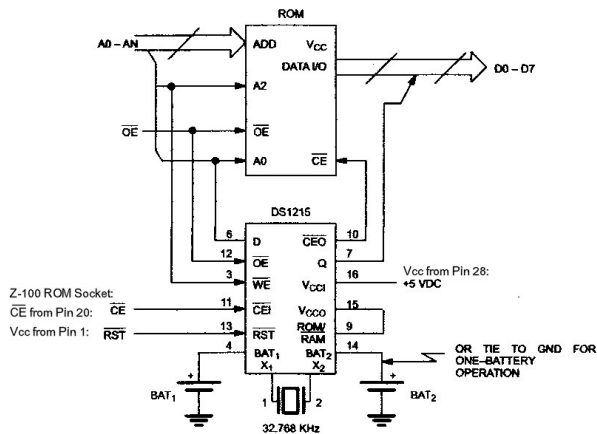 ROM
A0 – AN
ADD
VCC
DATA I/O
D0 – D7
A2
OE
OE
A0
CE
DS1215
6
D
CEO
10
12
OE
Q
7
Vcc from Pin 28:
3
WE
VCCI
16
+5 VDC
Z-100 ROM Socket:
CE from Pin 20:
CE
11
CEI
VCCO
15
Vcc from Pin 1:
RST
13
RST
ROM/
RAM
9
4
BAT1
BAT2
14
X1
X2
OR TIE TO GND FOR
ONE–BATTERY
OPERATION
+
+
BAT1
1
2
BAT2
32.768 KHz